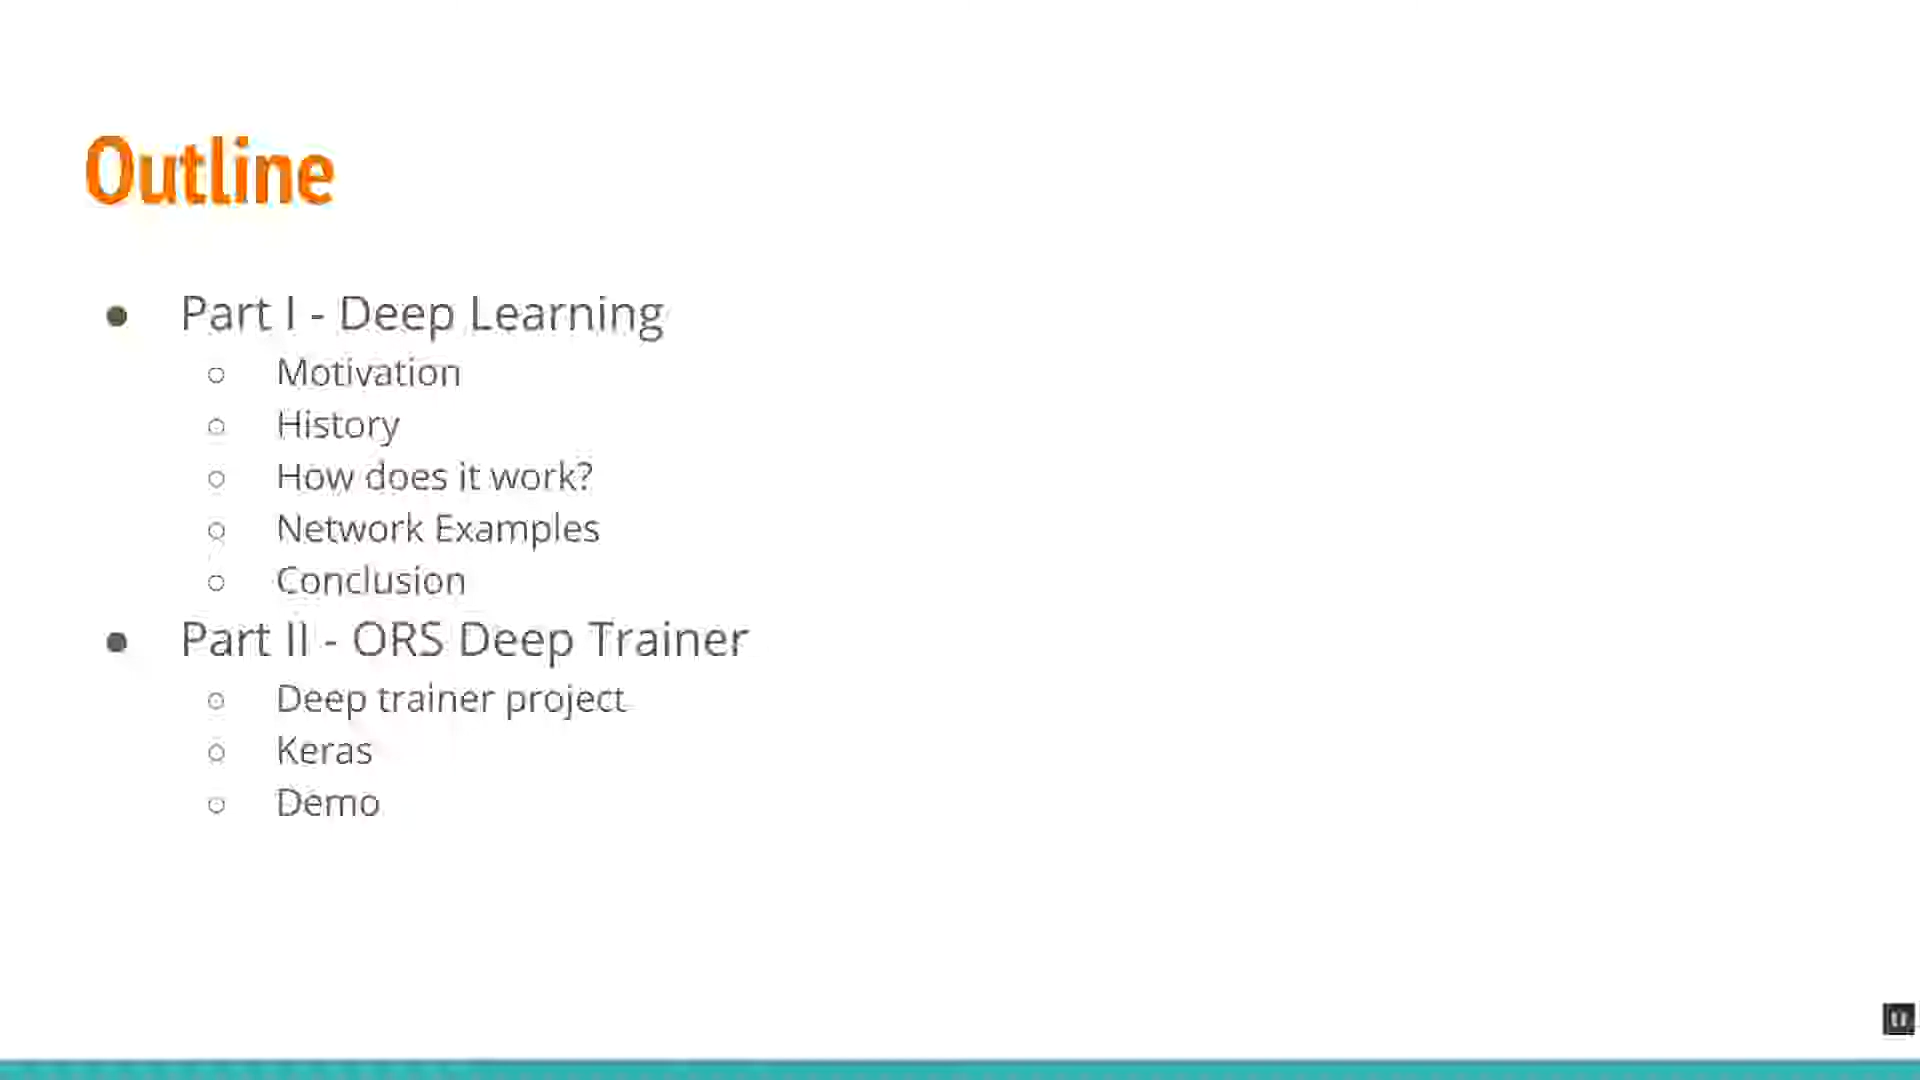 Outline
Part I - Deep Learning
Motivation
History
How does it work?
Network Examples
Conclusion
Part II - ORS Deep Trainer
Deep trainer project
Keras
Demo